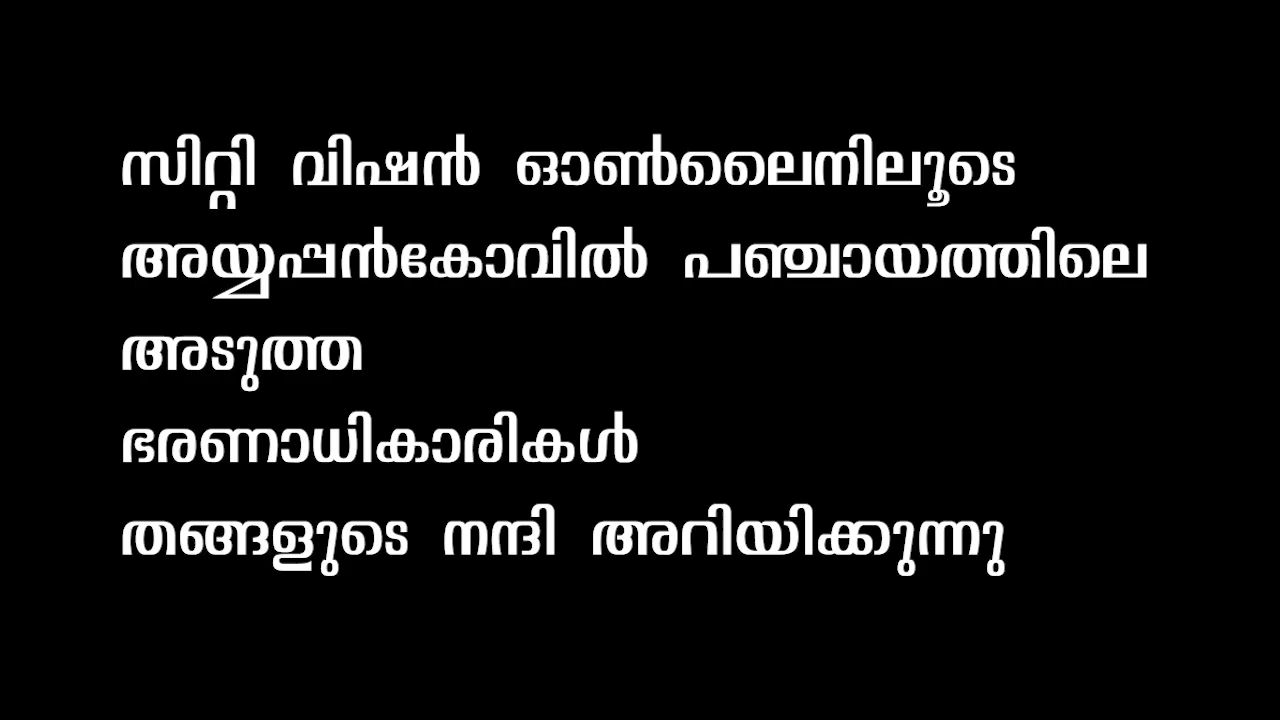 സിറ്റി വിഷൻ ഓൺലൈനിലൂടെ
അയ്യപ്പൻകോവിൽ പഞ്ചായത്തിലെ
അടുത്ത
ഭരണാധികാരികൾ
തങ്ങളുടെ നന്ദി അറിയിക്കുന്നു